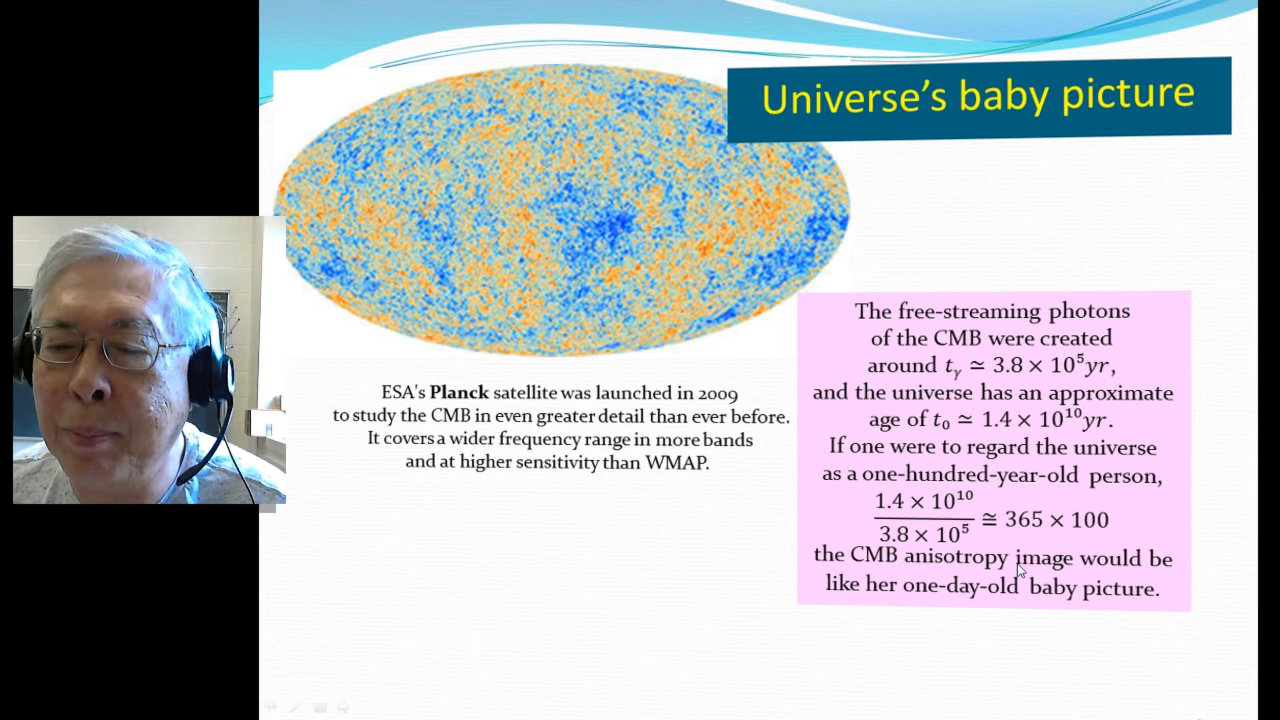 Universe's baby picture
ESA's Planck satellite was launched in 2009
to study the CMB in even greater detail than ever before.
It covers a wider frequency range in more bands
and at higher sensitivity than WMAP.
The free-streaming photons
of the CMB were created
around tᵧ ≃ 3.8 × 10⁵yr,
and the universe has an approximate
age of t₀ ≃ 1.4 × 10¹⁰yr.
If one were to regard the universe
as a one-hundred-year-old person,
1.4 × 10¹⁰
3.8 × 10⁵
≅ 365 × 100
the CMB anisotropy image would be
like her one-day-old baby picture.